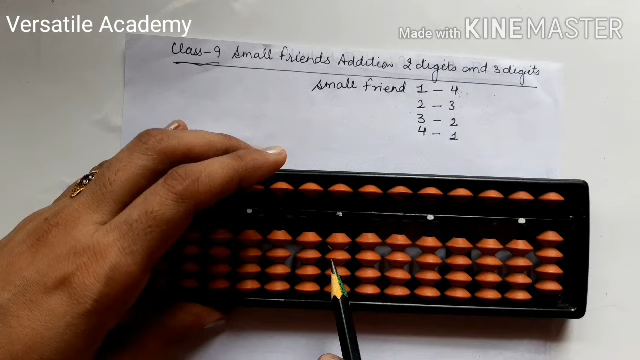 Versatile Academy
Made with KINEMASTER
Class-9 Small friends Addition 2 digits and 3 digits
Small friend 1 - 4
2 - 3
3 - 2
4 - 1